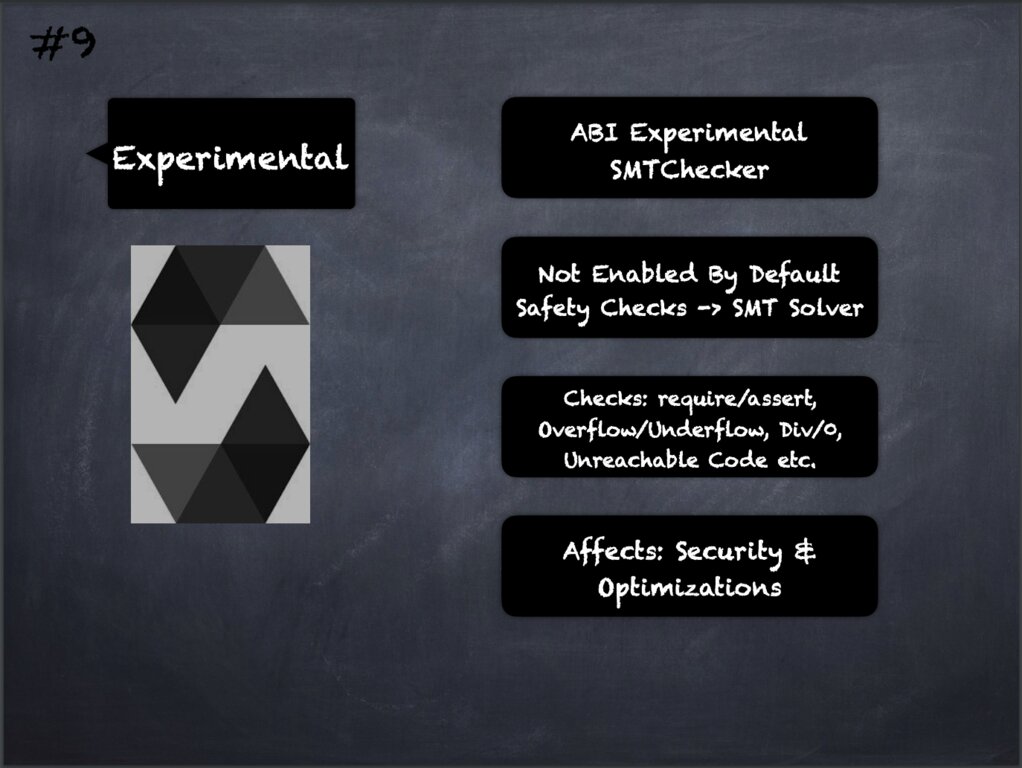 #9
Experimental
ABI Experimental
SMTChecker
Not Enabled By Default
Safety Checks -> SMT Solver
Checks: require/assert,
Overflow/Underflow, Div/0,
Unreachable Code etc.
Affects: Security &
Optimizations